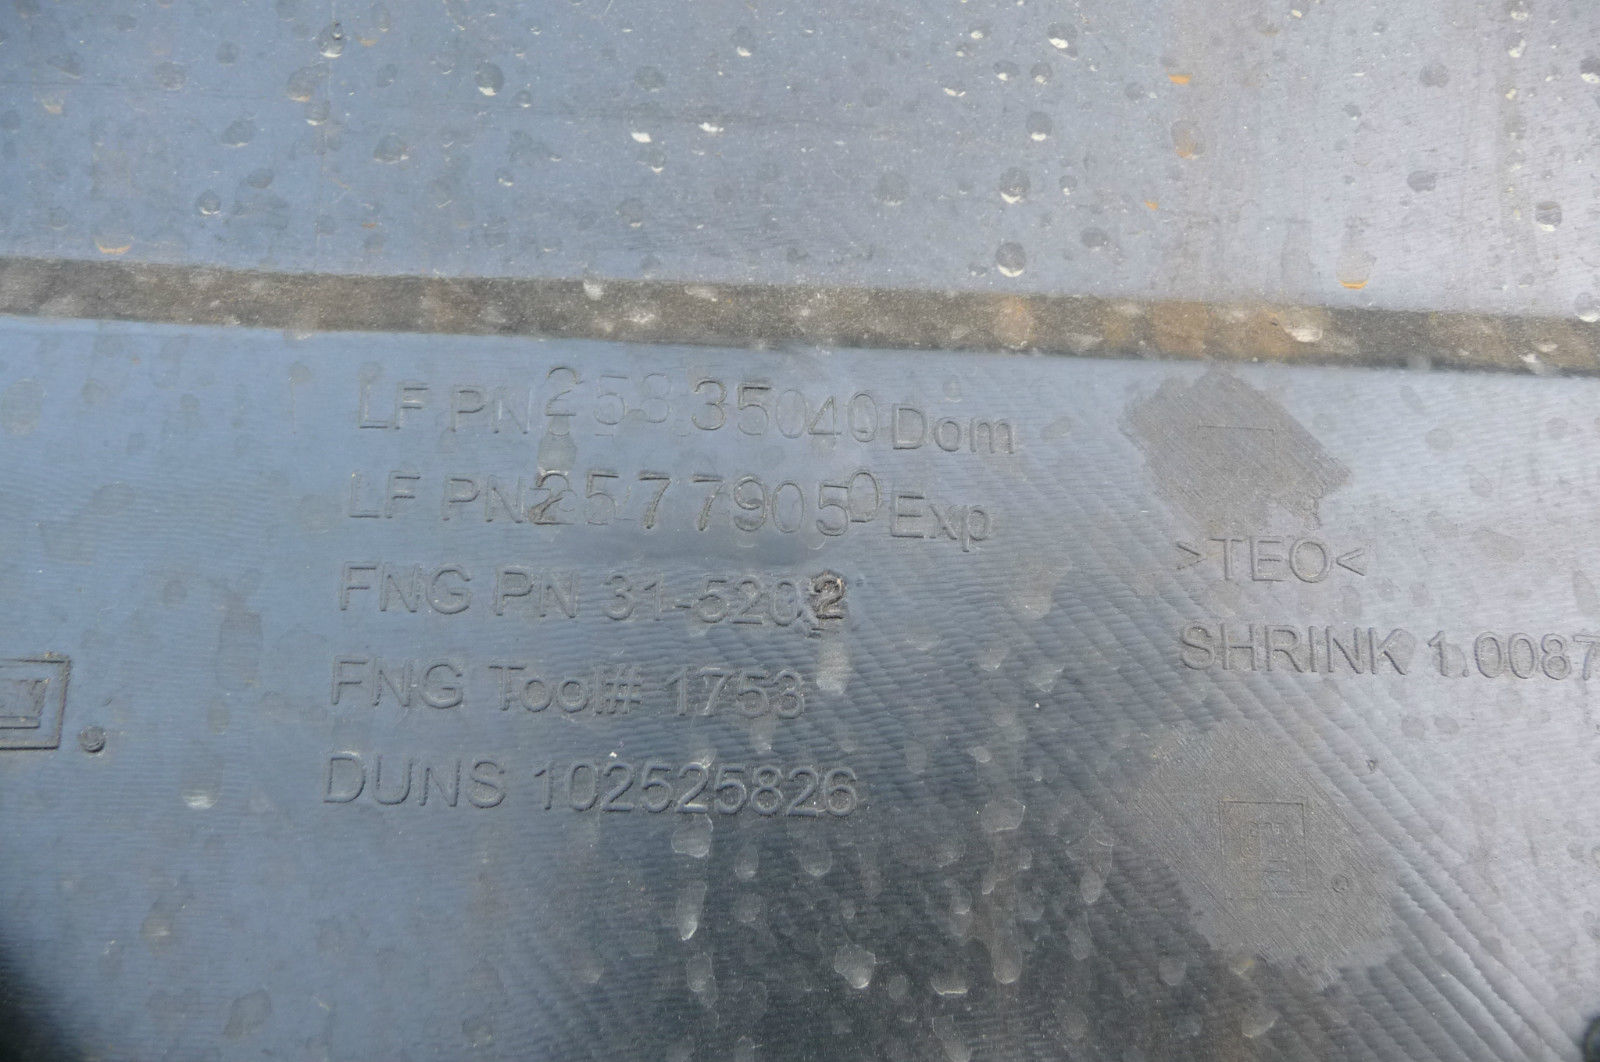 LF PN 25835040 Dom
LF PN 25779050 Exp
FNG PN 31-5202
FNG Tool# 1753
DUNS 102525826
>TEO<
SHRINK 1.0087